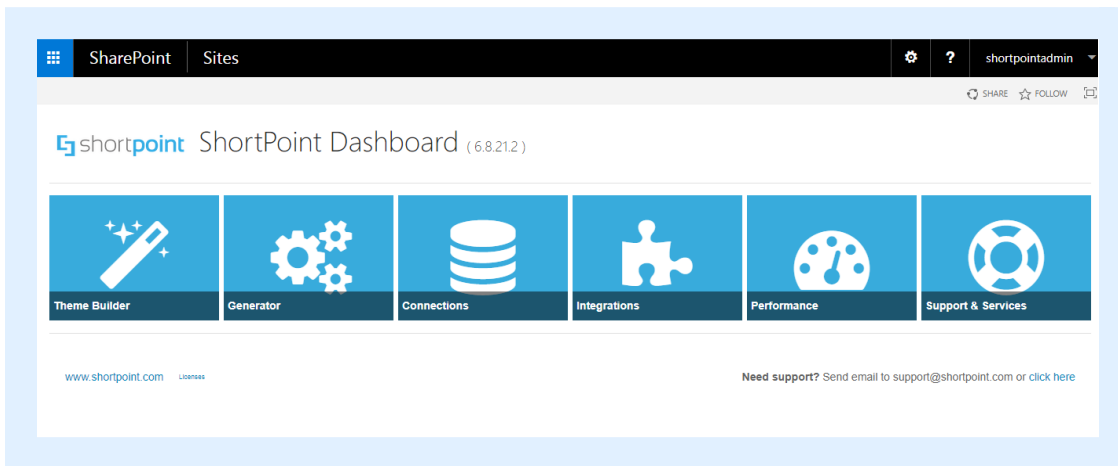 SharePoint Sites ? shortpointadmin
SHARE FOLLOW
shortpoint ShortPoint Dashboard ( 6.8.21.2 )
Theme Builder Generator Connections Integrations Performance Support & Services
www.shortpoint.com Licenses Need support? Send email to support@shortpoint.com or click here